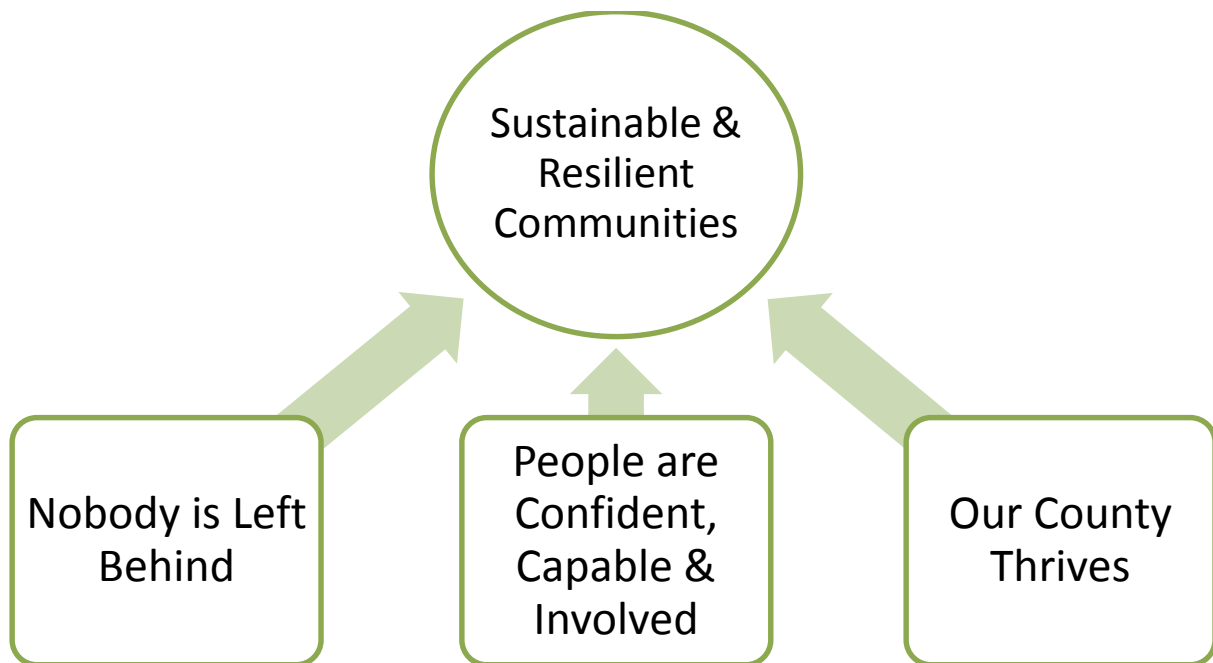 Sustainable &
Resilient
Communities
Nobody is Left
Behind
People are
Confident,
Capable &
Involved
Our County
Thrives